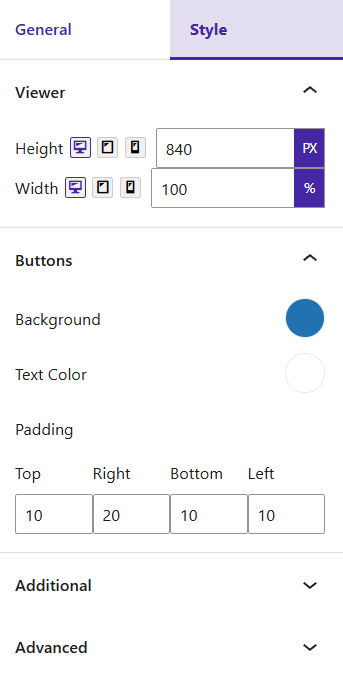 General Style
Viewer
Height 840 PX
Width 100 %
Buttons
Background
Text Color
Padding
Top Right Bottom Left
10 20 10 10
Additional
Advanced